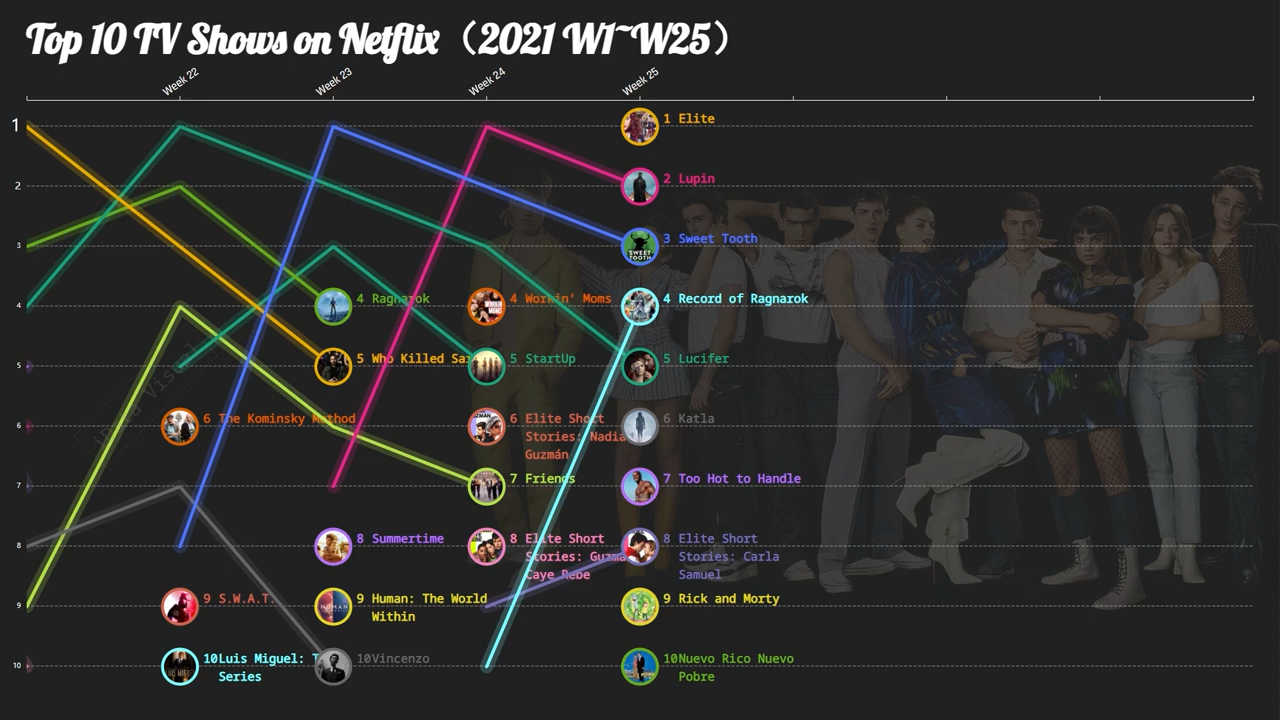 Top 10 TV Shows on Netflix（2021 W1~W25）
Week 22
Week 23
Week 24
Week 25
1
1 Elite
2
2 Lupin
3
3 Sweet Tooth
SWEET
TOOTH
4
4 Ragnarok
4 Workin' Moms
4 Record of Ragnarok
5
5 Who Killed Sa
5 StartUp
5 Lucifer
6
6 The Kominsky Method
6 Elite Short
Stories: Nadia
Guzmán
6 Katla
7
7 Friends
7 Too Hot to Handle
8
8 Summertime
8 Elite Short
Stories: Guzma
Caye Rebe
8 Elite Short
Stories: Carla
Samuel
9
9 S.W.A.T.
9 Human: The World
Within
9 Rick and Morty
10
10Luis Miguel: T
Series
10Vincenzo
10Nuevo Rico Nuevo
Pobre